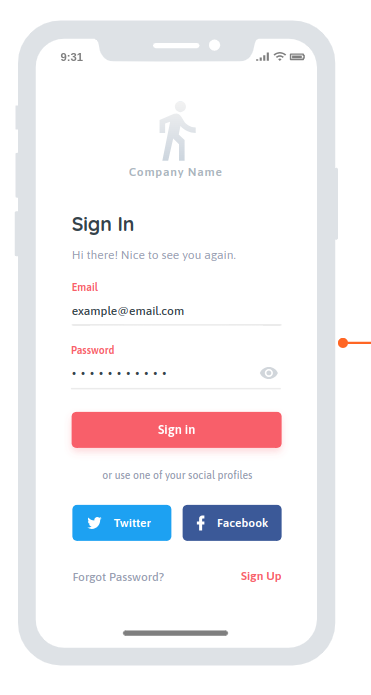 9:31
Company Name
Sign In
Hi there! Nice to see you again.
Email
example@email.com
Password
Sign in
or use one of your social profiles
Twitter
Facebook
Forgot Password?
Sign Up